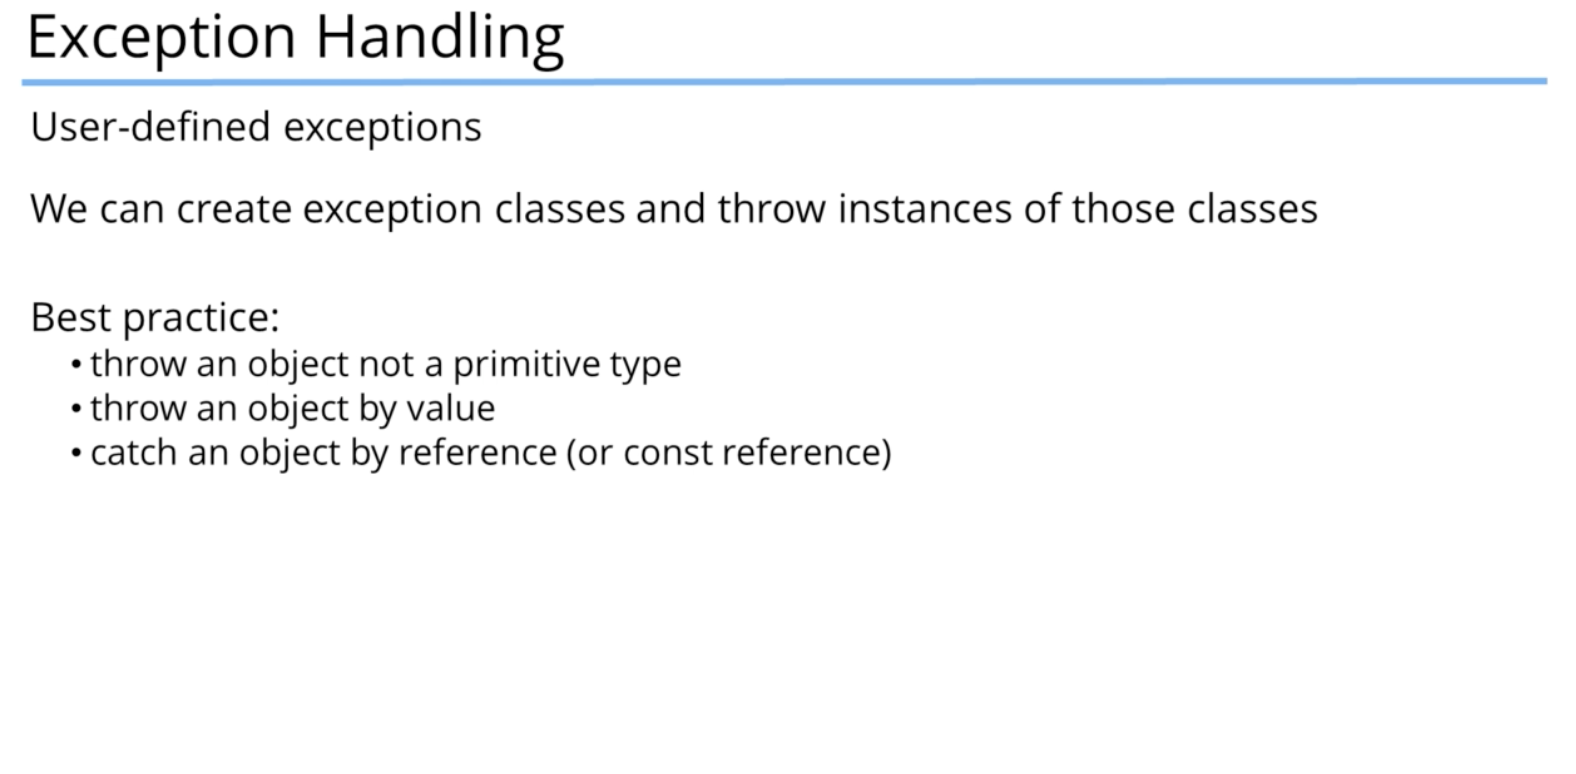 Exception Handling
User-defined exceptions
We can create exception classes and throw instances of those classes
Best practice:
• throw an object not a primitive type
• throw an object by value
• catch an object by reference (or const reference)